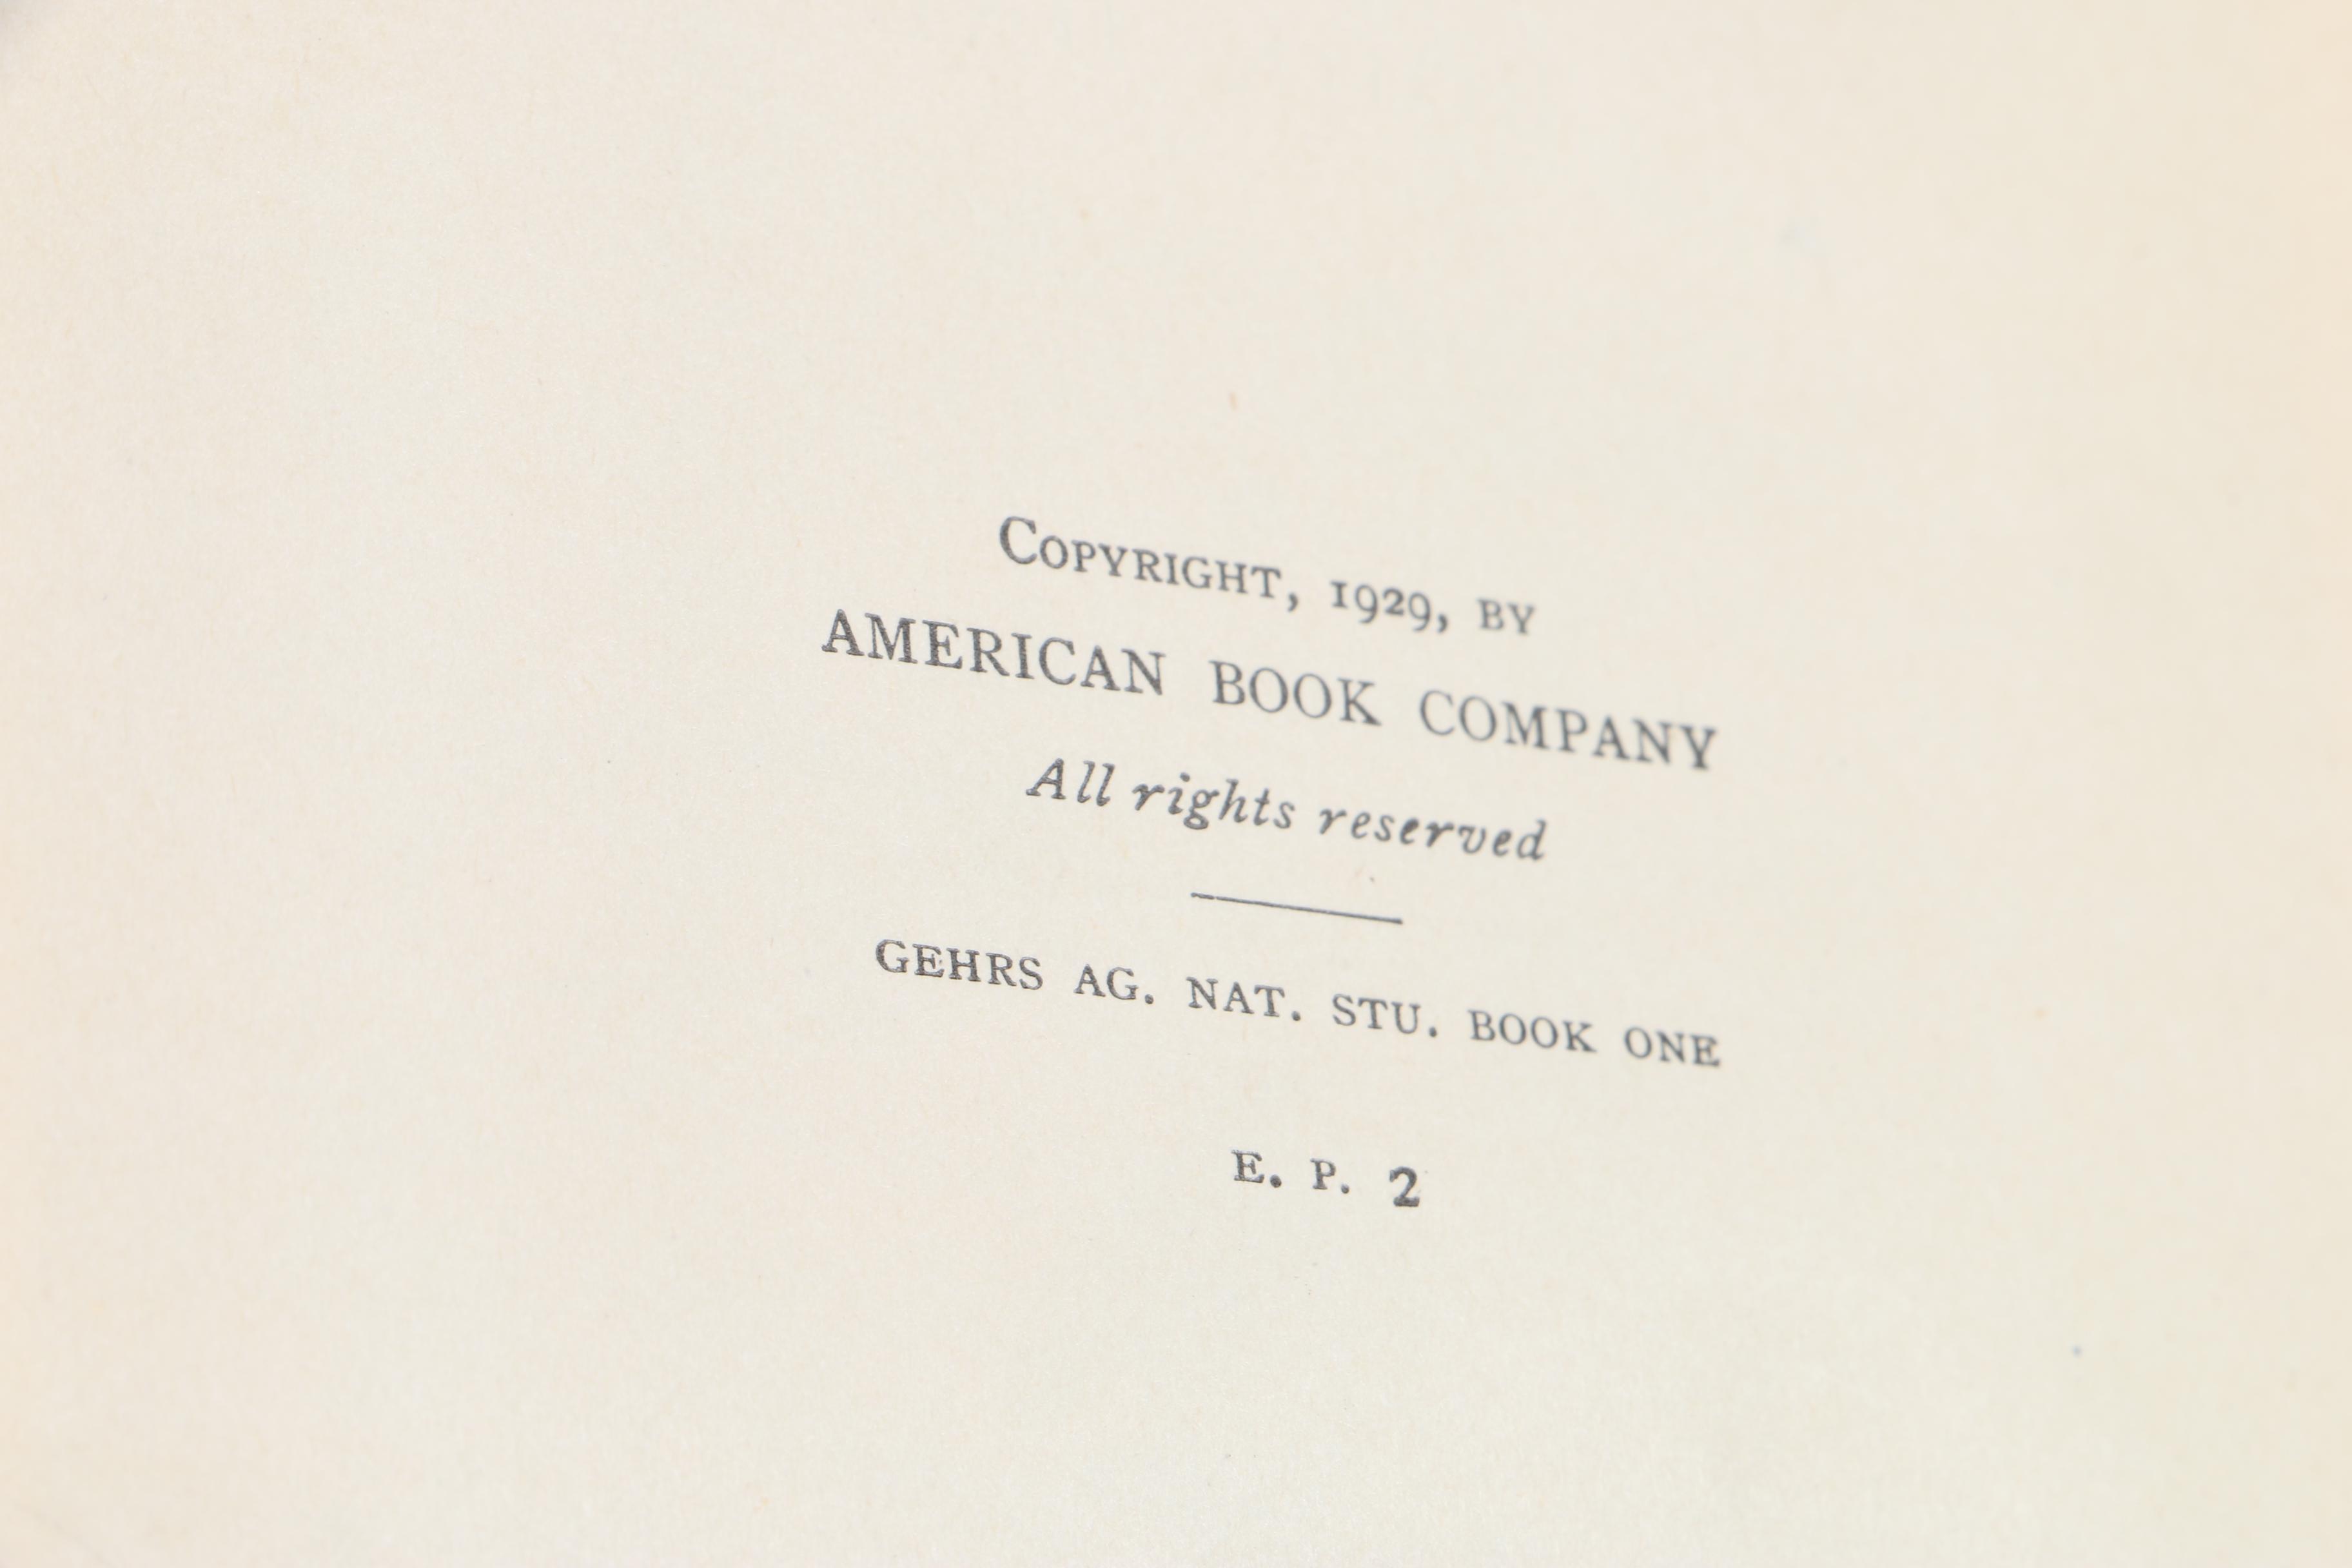 Copyright, 1929, by
AMERICAN BOOK COMPANY
All rights reserved
GEHRS AG. NAT. STU. BOOK ONE
E. P. 2